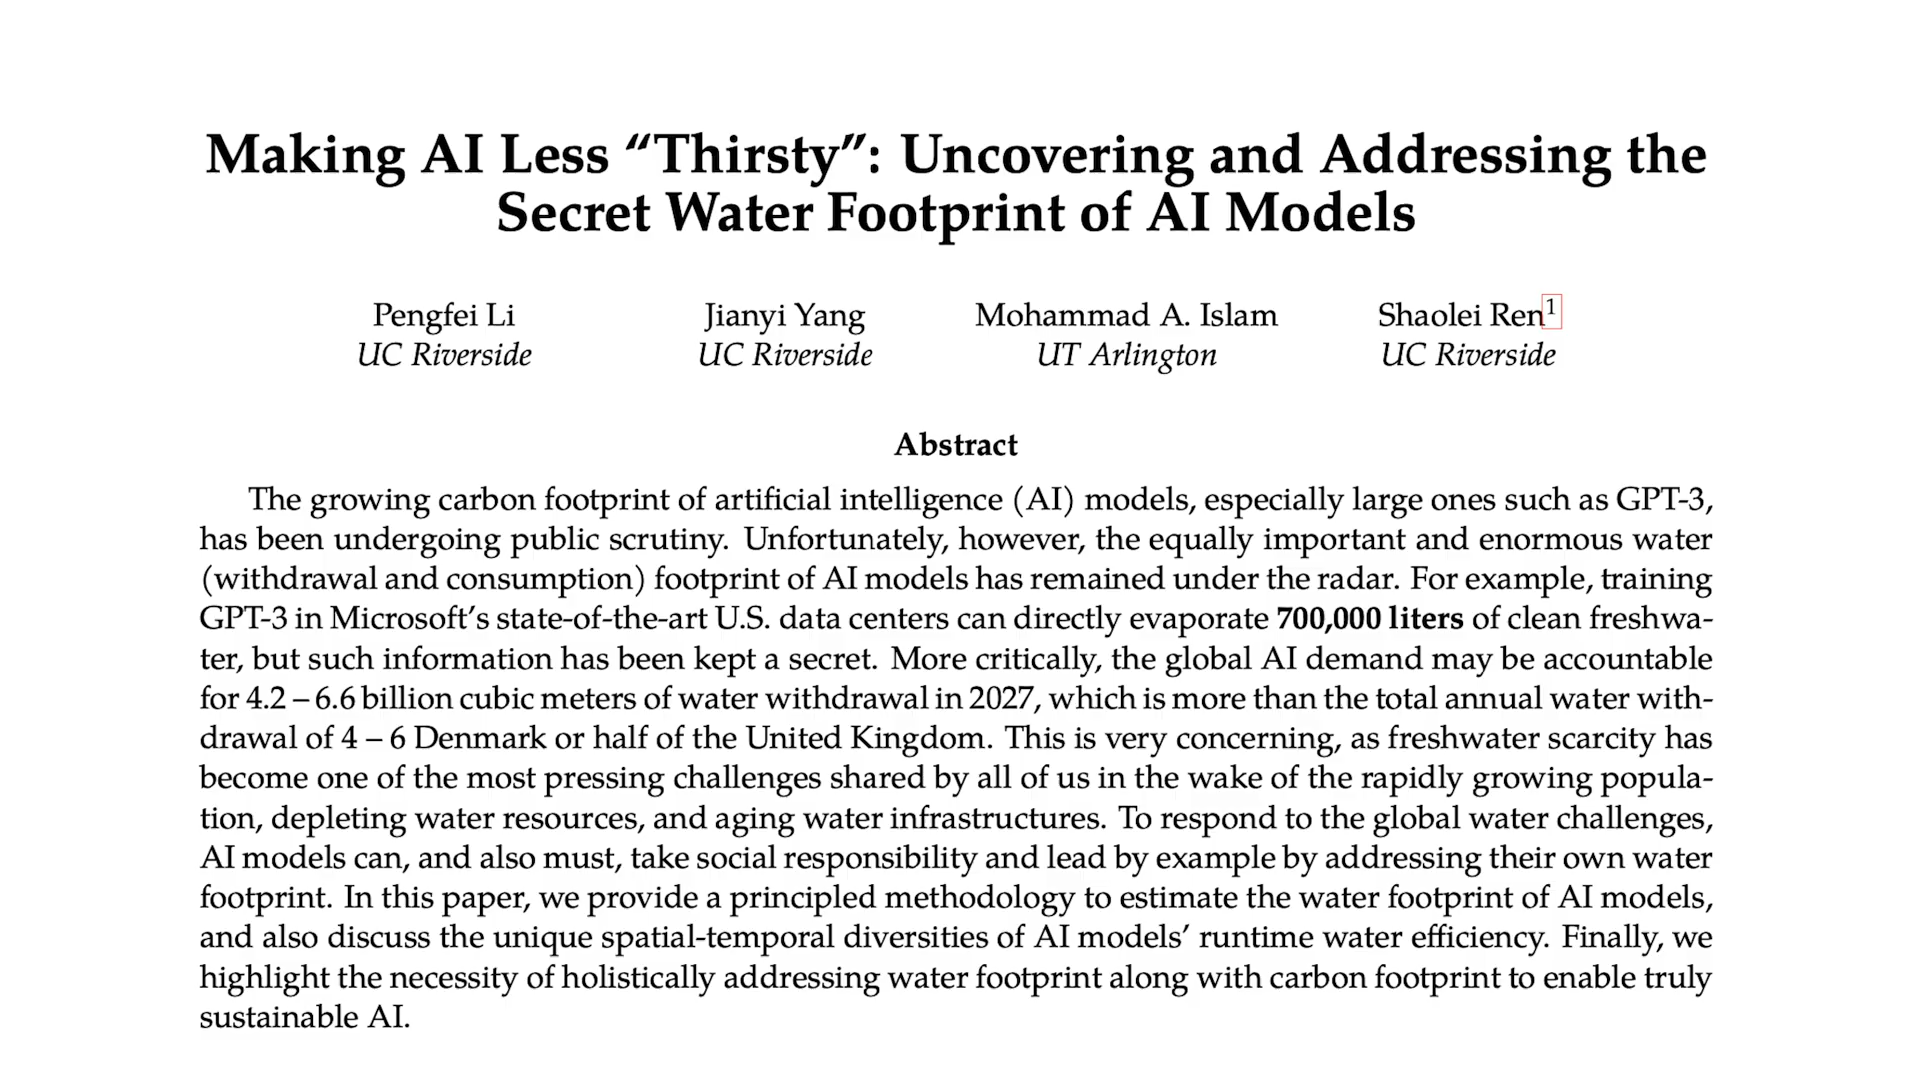 Making AI Less “Thirsty”: Uncovering and Addressing the
Secret Water Footprint of AI Models
Pengfei Li Jianyi Yang Mohammad A. Islam Shaolei Ren1
UC Riverside UC Riverside UT Arlington UC Riverside
Abstract
The growing carbon footprint of artificial intelligence (AI) models, especially large ones such as GPT-3,
has been undergoing public scrutiny. Unfortunately, however, the equally important and enormous water
(withdrawal and consumption) footprint of AI models has remained under the radar. For example, training
GPT-3 in Microsoft’s state-of-the-art U.S. data centers can directly evaporate 700,000 liters of clean freshwa-
ter, but such information has been kept a secret. More critically, the global AI demand may be accountable
for 4.2 – 6.6 billion cubic meters of water withdrawal in 2027, which is more than the total annual water with-
drawal of 4 – 6 Denmark or half of the United Kingdom. This is very concerning, as freshwater scarcity has
become one of the most pressing challenges shared by all of us in the wake of the rapidly growing popula-
tion, depleting water resources, and aging water infrastructures. To respond to the global water challenges,
AI models can, and also must, take social responsibility and lead by example by addressing their own water
footprint. In this paper, we provide a principled methodology to estimate the water footprint of AI models,
and also discuss the unique spatial-temporal diversities of AI models’ runtime water efficiency. Finally, we
highlight the necessity of holistically addressing water footprint along with carbon footprint to enable truly
sustainable AI.